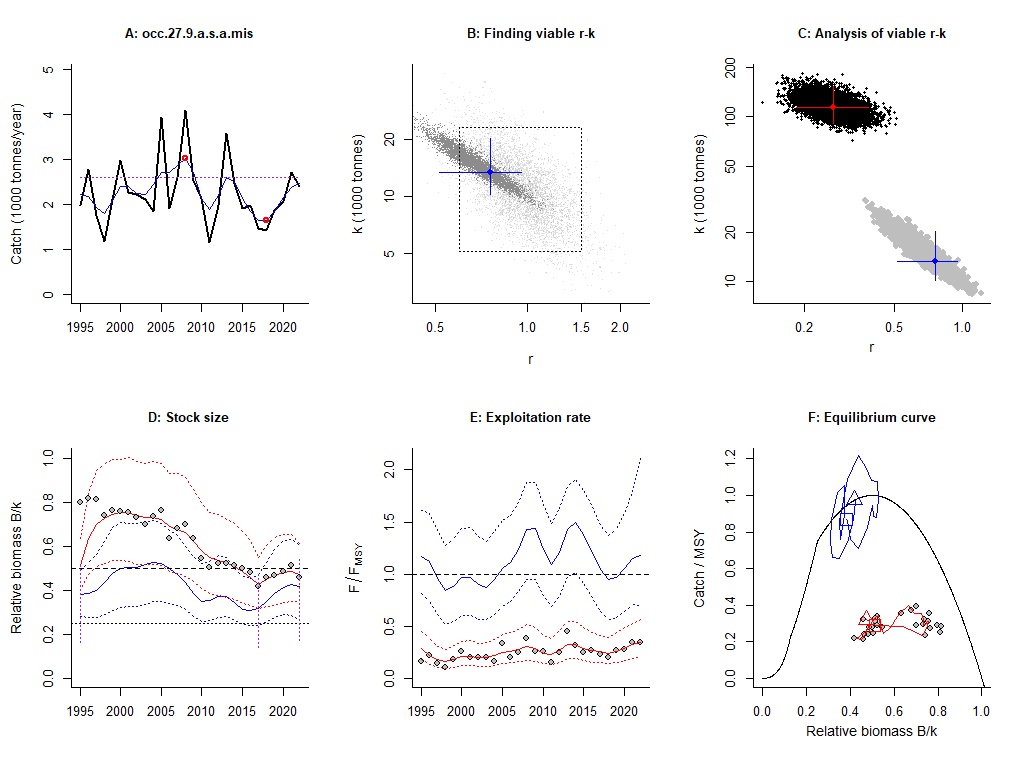 A: occ.27.9.a.s.a.mis
Catch (1000 tonnes/year)
0 1 2 3 4 5
1995 2000 2005 2010 2015 2020
B: Finding viable r-k
k (1000 tonnes)
5 10 20
0.5 1.0 1.5 2.0
r
C: Analysis of viable r-k
k (1000 tonnes)
10 20 50 100 200
0.2 0.5 1.0
r
D: Stock size
Relative biomass B/k
0.0 0.2 0.4 0.6 0.8 1.0
1995 2000 2005 2010 2015 2020
E: Exploitation rate
F / FMSY
0.0 0.5 1.0 1.5 2.0
1995 2000 2005 2010 2015 2020
F: Equilibrium curve
Catch / MSY
0.0 0.2 0.4 0.6 0.8 1.0 1.2
0.0 0.2 0.4 0.6 0.8 1.0
Relative biomass B/k